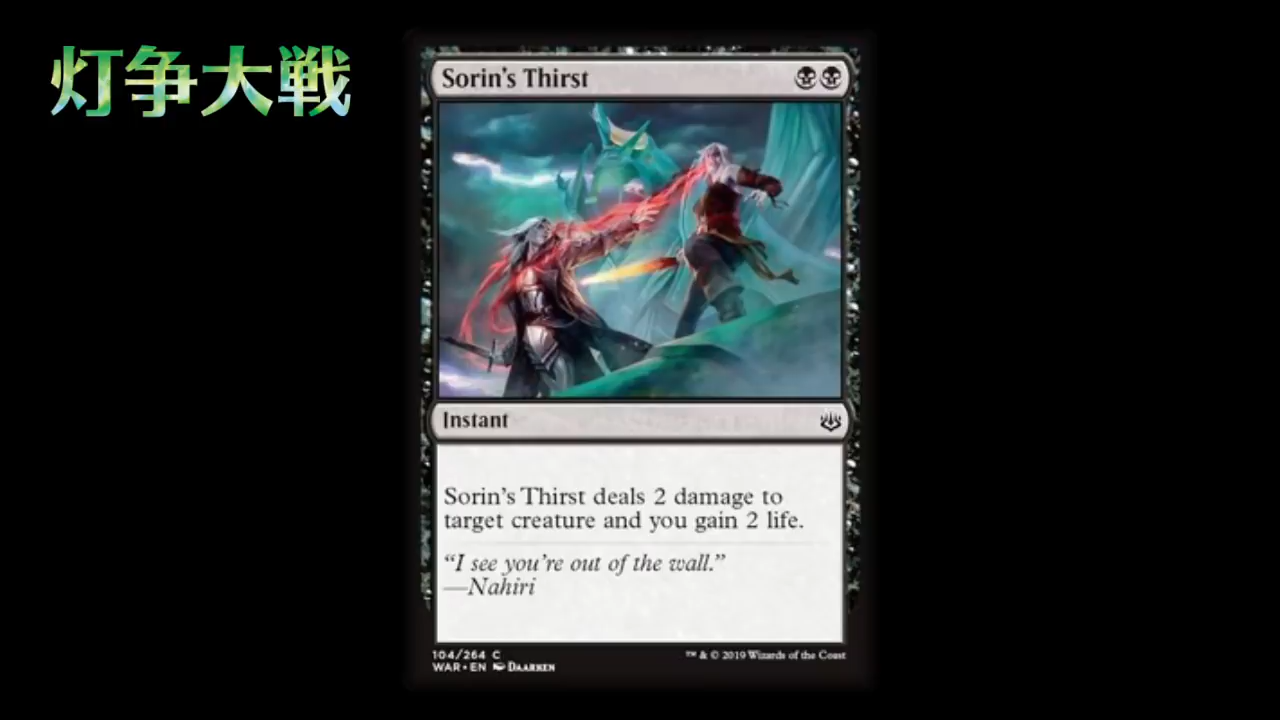 灯争大戦
Sorin's Thirst
Instant
Sorin's Thirst deals 2 damage to
target creature and you gain 2 life.
"I see you're out of the wall."
—Nahiri
104/264 C
WAR • EN Daarken
™ & © 2019 Wizards of the Coast